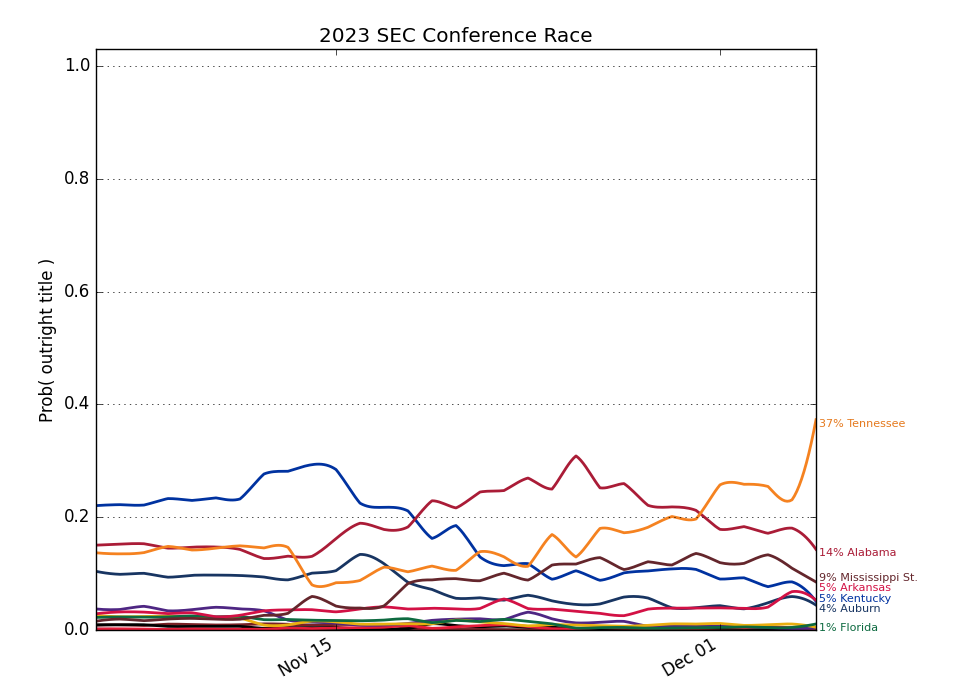 2023 SEC Conference Race
Prob( outright title )
1.0
0.8
0.6
0.4
0.2
0.0
Nov 15
Dec 01
37% Tennessee
14% Alabama
9% Mississippi St.
5% Arkansas
5% Kentucky
4% Auburn
1% Florida